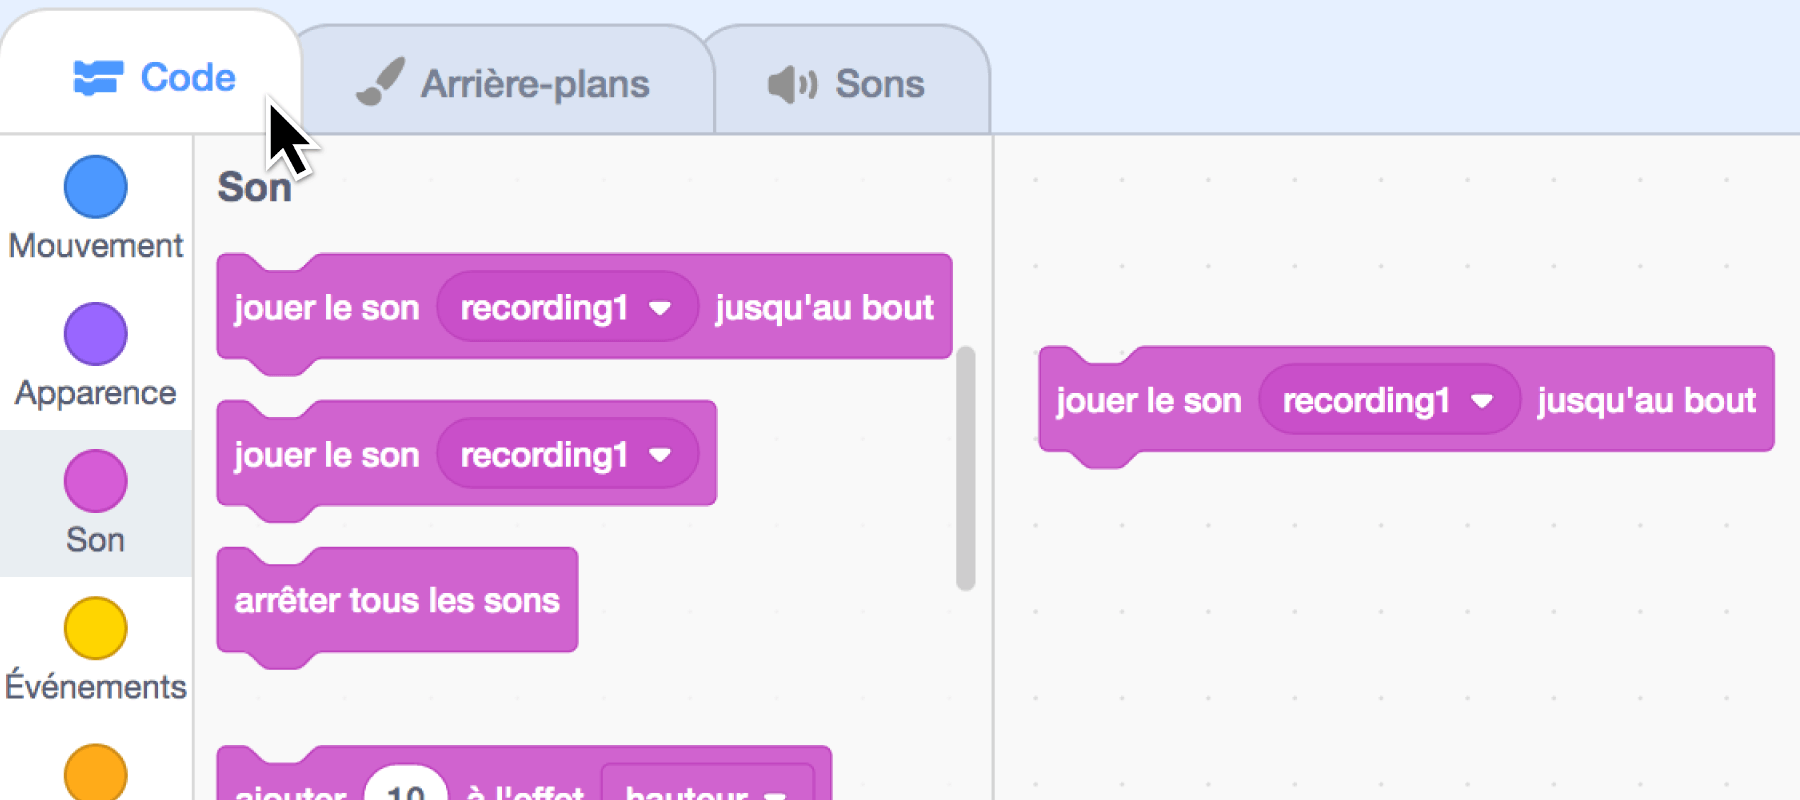 Code
Arrière-plans
Sons
Mouvement
Apparence
Son
Événements
Son
jouer le son recording1 jusqu'au bout
jouer le son recording1
arrêter tous les sons
ajouter 10 à l'effet hauteur
jouer le son recording1 jusqu'au bout